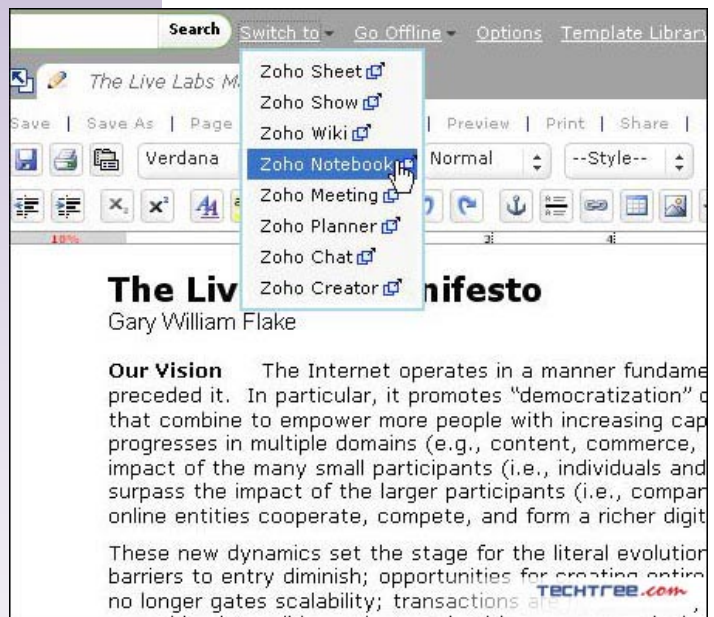 Search Switch to Go Offline Options Template Library
The Live Labs M
Zoho Sheet
Zoho Show
Save | Save As | Page | Preview | Print | Share |
Zoho Wiki
Verdana Zoho Notebook Normal --Style--
Zoho Meeting
Zoho Planner
10% 3 4
Zoho Chat
Zoho Creator
The Liv nifesto
Gary William Flake
Our Vision The Internet operates in a manner fundame
preceded it. In particular, it promotes "democratization"
that combine to empower more people with increasing cap
progresses in multiple domains (e.g., content, commerce,
impact of the many small participants (i.e., individuals and
surpass the impact of the larger participants (i.e., compar
online entities cooperate, compete, and form a richer digit
These new dynamics set the stage for the literal evolution
barriers to entry diminish; opportunities for creating entire
no longer gates scalability; transactions are
TECHTREE.com